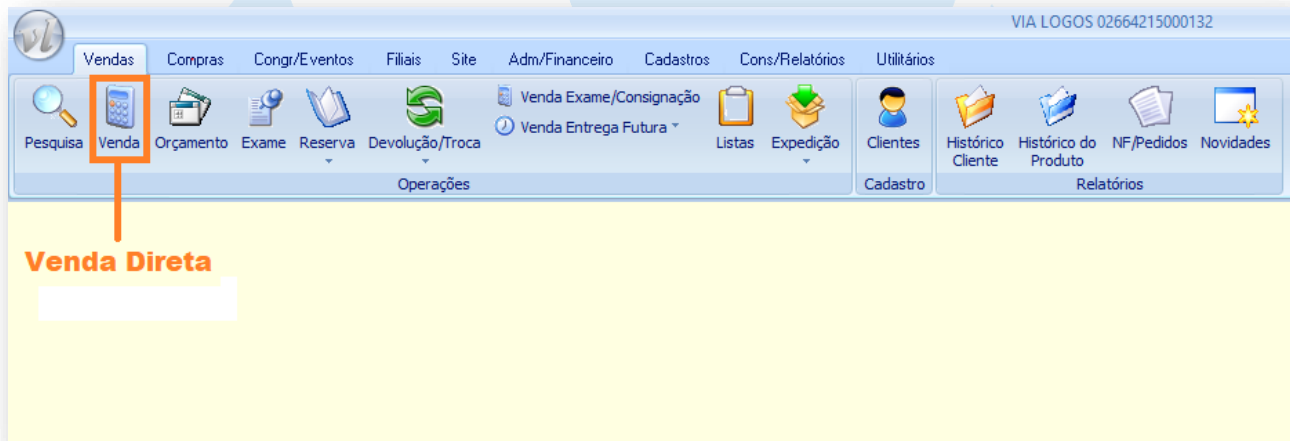 VIA LOGOS 02664215000132
vl
Vendas Compras Congr/Eventos Filiais Site Adm/Financeiro Cadastros Cons/Relatórios Utilitários
Pesquisa Venda Orçamento Exame Reserva Devolução/Troca
Venda Exame/Consignação
Venda Entrega Futura
Listas Expedição Clientes
Histórico Cliente
Histórico do Produto
NF/Pedidos Novidades
Operações Cadastro Relatórios
Venda Direta